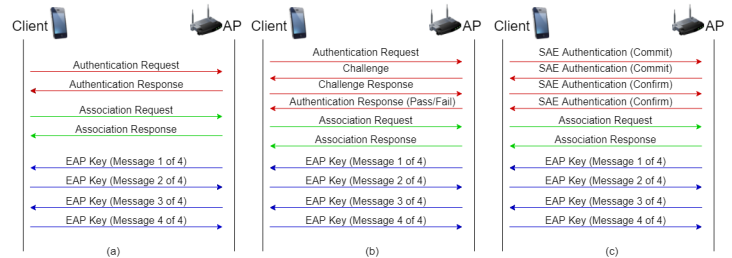 Client
AP
Authentication Request
Authentication Response
Association Request
Association Response
EAP Key (Message 1 of 4)
EAP Key (Message 2 of 4)
EAP Key (Message 3 of 4)
EAP Key (Message 4 of 4)
(a)
Client
AP
Authentication Request
Challenge
Challenge Response
Authentication Response (Pass/Fail)
Association Request
Association Response
EAP Key (Message 1 of 4)
EAP Key (Message 2 of 4)
EAP Key (Message 3 of 4)
EAP Key (Message 4 of 4)
(b)
Client
AP
SAE Authentication (Commit)
SAE Authentication (Commit)
SAE Authentication (Confirm)
SAE Authentication (Confirm)
Association Request
Association Response
EAP Key (Message 1 of 4)
EAP Key (Message 2 of 4)
EAP Key (Message 3 of 4)
EAP Key (Message 4 of 4)
(c)